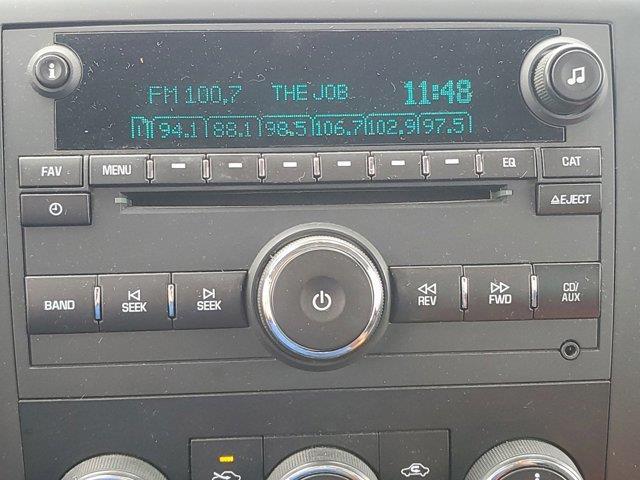 FM 100.7 THE JOB 11:48
94.1 88.1 98.5 106.7 102.9 97.5
FAV MENU EQ CAT
EJECT
BAND SEEK SEEK REV FWD CD/
AUX